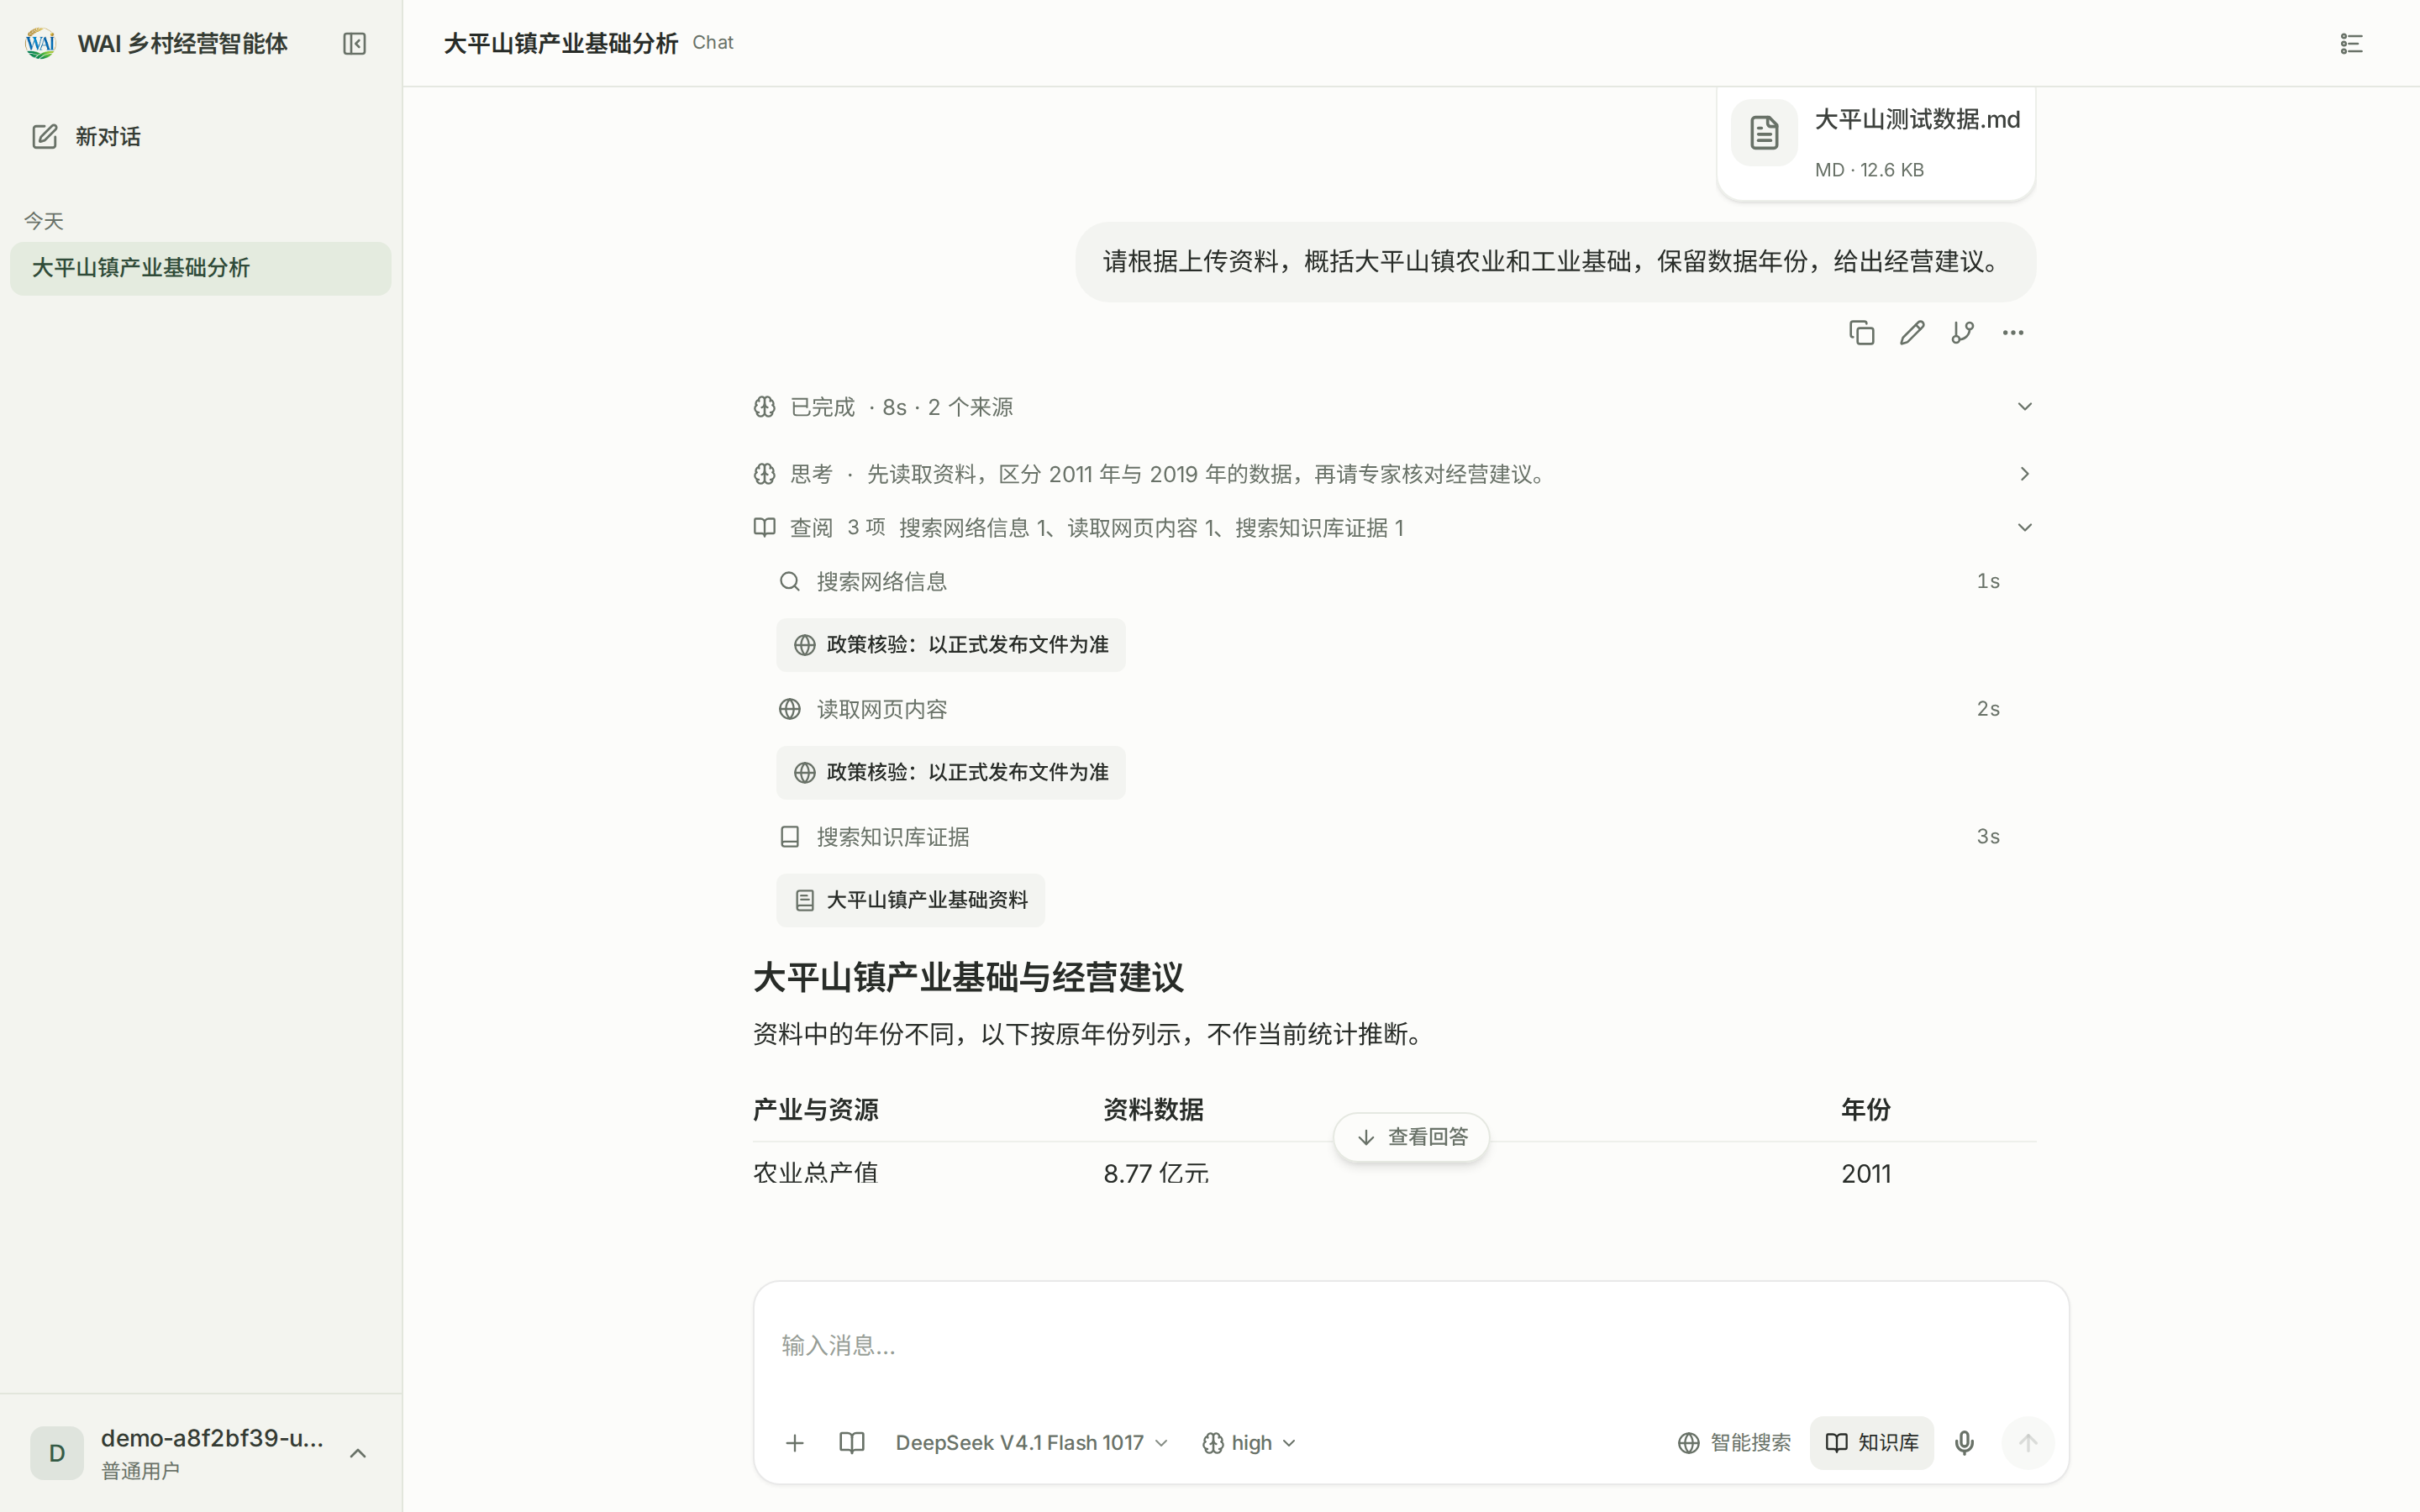 WAI 乡村经营智能体
新对话
今天
大平山镇产业基础分析
大平山镇产业基础分析 Chat
大平山测试数据.md
MD · 12.6 KB
请根据上传资料，概括大平山镇农业和工业基础，保留数据年份，给出经营建议。
已完成 · 8s · 2 个来源
思考 · 先读取资料，区分 2011 年与 2019 年的数据，再请专家核对经营建议。
查阅 3 项 搜索网络信息 1、读取网页内容 1、搜索知识库证据 1
搜索网络信息 1s
政策核验：以正式发布文件为准
读取网页内容 2s
政策核验：以正式发布文件为准
搜索知识库证据 3s
大平山镇产业基础资料
大平山镇产业基础与经营建议
资料中的年份不同，以下按原年份列示，不作当前统计推断。
产业与资源 资料数据 年份
查看回答
农业总产值 8.77 亿元 2011
输入消息...
DeepSeek V4.1 Flash 1017 high 智能搜索 知识库
D
demo-a8f2bf39-u...
普通用户